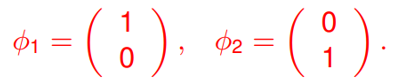 ϕ₁ = ( 1 0 ), ϕ₂ = ( 0 1 ).